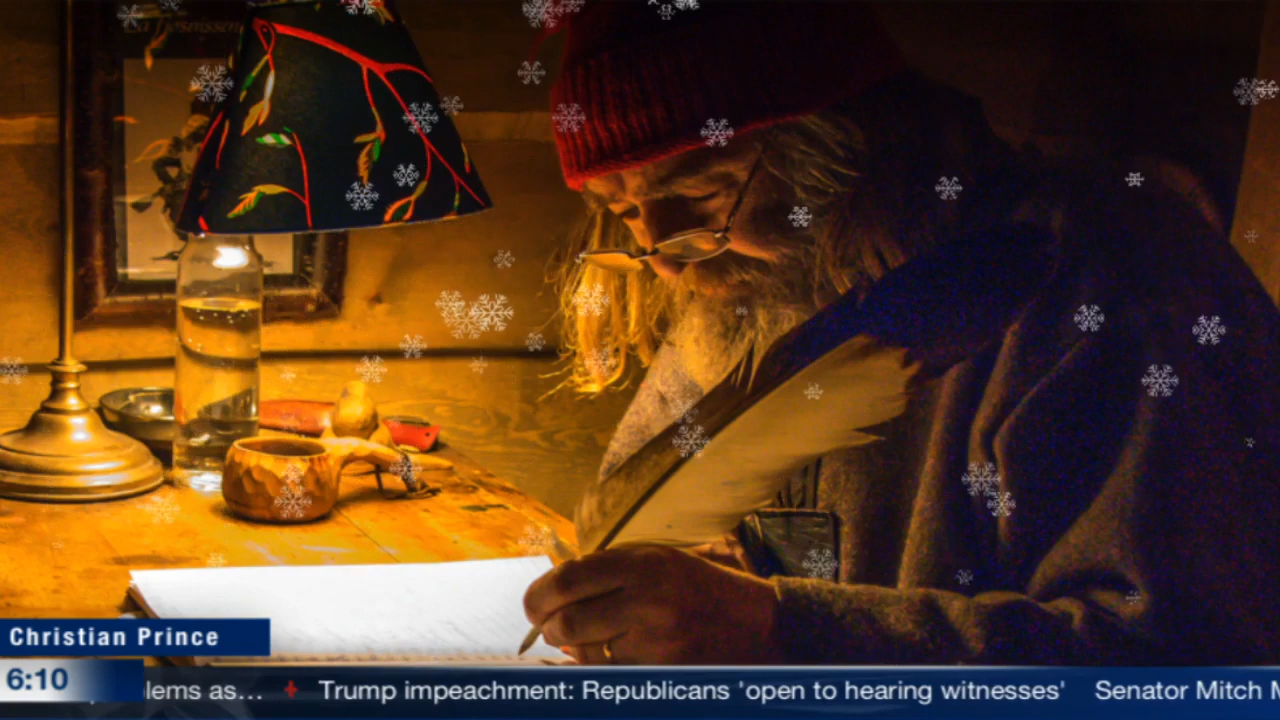 Christian Prince
6:10
lems as... Trump impeachment: Republicans 'open to hearing witnesses' Senator Mitch M